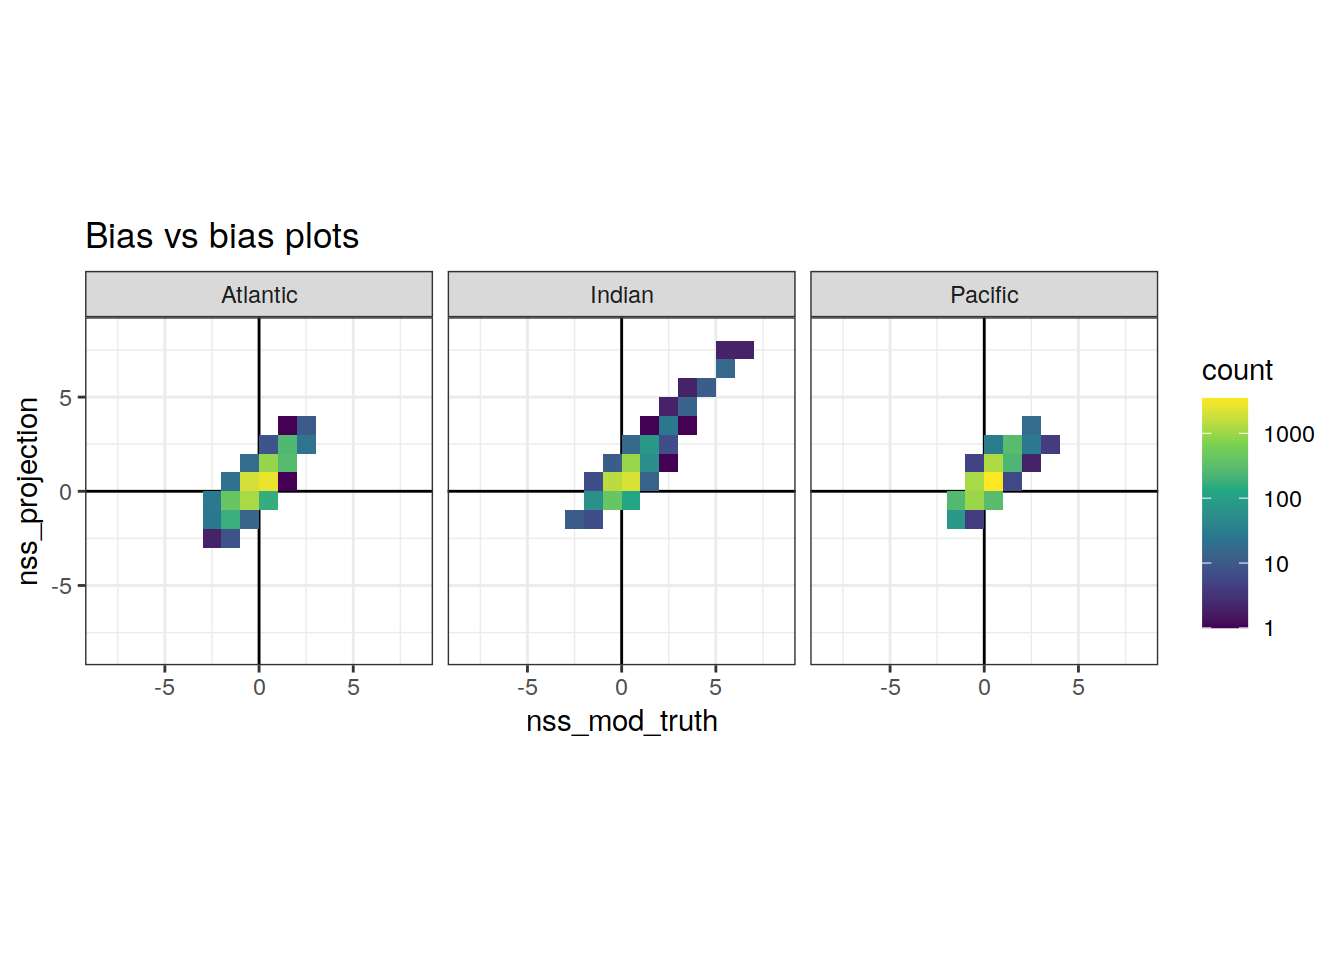 Bias vs bias plots
Atlantic
Indian
Pacific
nss_projection
5
0
-5
-5 0 5
-5 0 5
-5 0 5
nss_mod_truth
count
1000
100
10
1